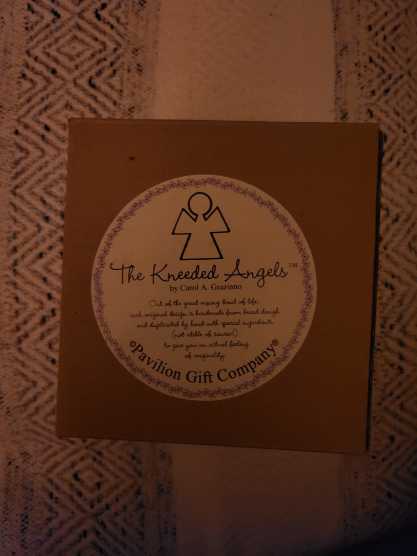 The Kneeded Angels™
by Carol A. Graziano
Out of the great mixing bowl of life,
each original design is handmade from bread dough
and duplicated by hand with special ingredients
(not edible of course!)
to give you an actual feeling
of originality.
©Pavilion Gift Company®